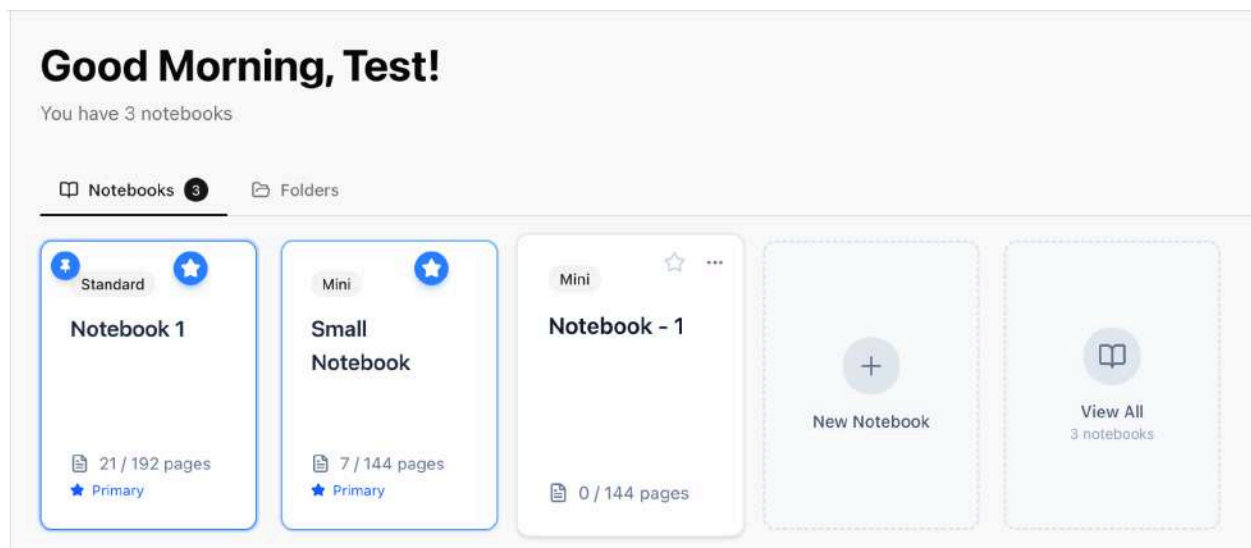 Good Morning, Test!
You have 3 notebooks
Notebooks 3
Folders
Standard
Notebook 1
21 / 192 pages
Primary
Mini
Small
Notebook
7 / 144 pages
Primary
Mini
...
Notebook - 1
0 / 144 pages
New Notebook
View All
3 notebooks